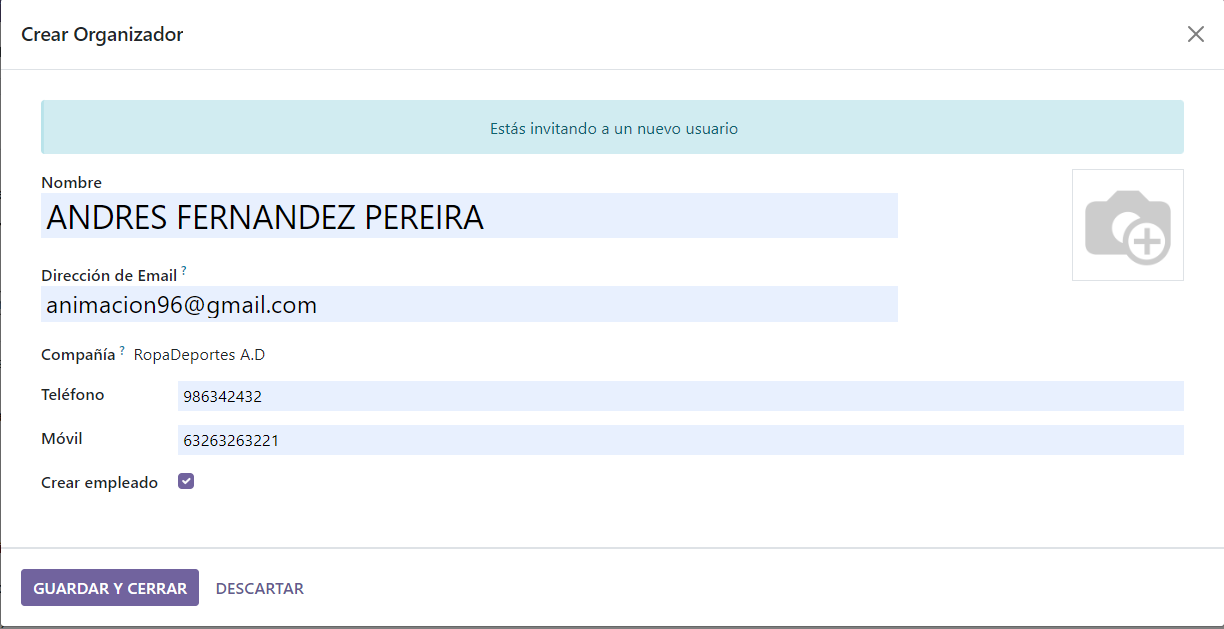 Crear Organizador
Estás invitando a un nuevo usuario
Nombre
ANDRES FERNANDEZ PEREIRA
Dirección de Email ?
animacion96@gmail.com
Compañía ? RopaDeportes A.D
Teléfono 986342432
Móvil 63263263221
Crear empleado
GUARDAR Y CERRAR DESCARTAR